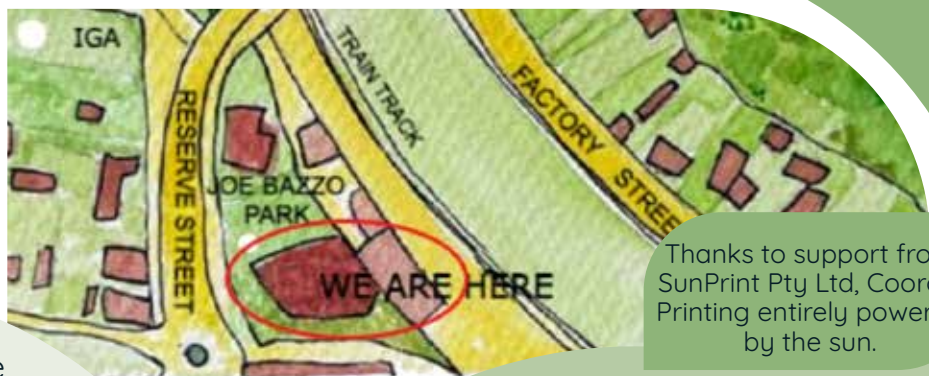 IGA
TRAIN TRACK
FACTORY STREE
RESERVE STREET
JOE BAZZO
PARK
WE ARE HERE
Thanks to support fro
SunPrint Pty Ltd, Coor
Printing entirely power
by the sun.
e